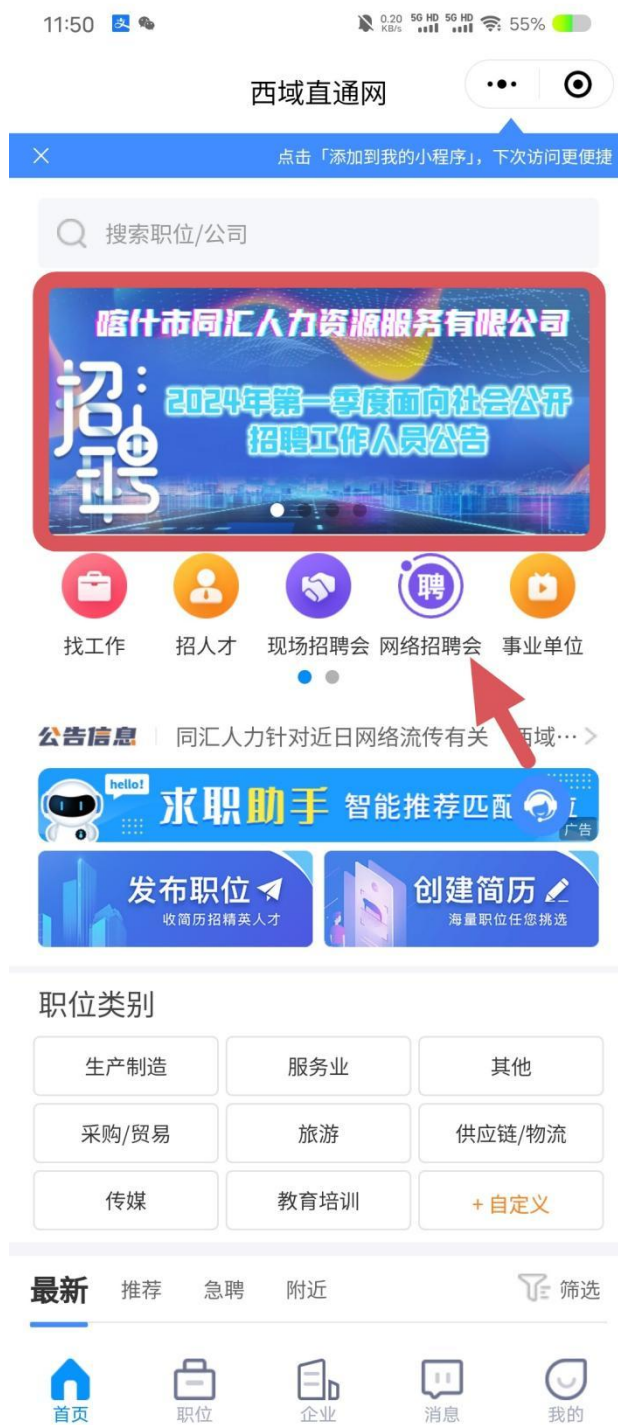 11:50 0.20 KB/s 5G HD 5G HD 55%
西域直通网
点击「添加到我的小程序」，下次访问更便捷
搜索职位/公司
喀什市同汇人力资源服务有限公司
招聘：
2024年第一季度面向社会公开
招聘工作人员公告
聘
找工作 招人才 现场招聘会 网络招聘会 事业单位
公告信息 同汇人力针对近日网络流传有关 西域…
hello!
求职助手 智能推荐匹配
广告
发布职位
收简历招精英人才
创建简历
海量职位任您挑选
职位类别
生产制造 服务业 其他
采购/贸易 旅游 供应链/物流
传媒 教育培训 +自定义
最新 推荐 急聘 附近 筛选
首页 职位 企业 消息 我的